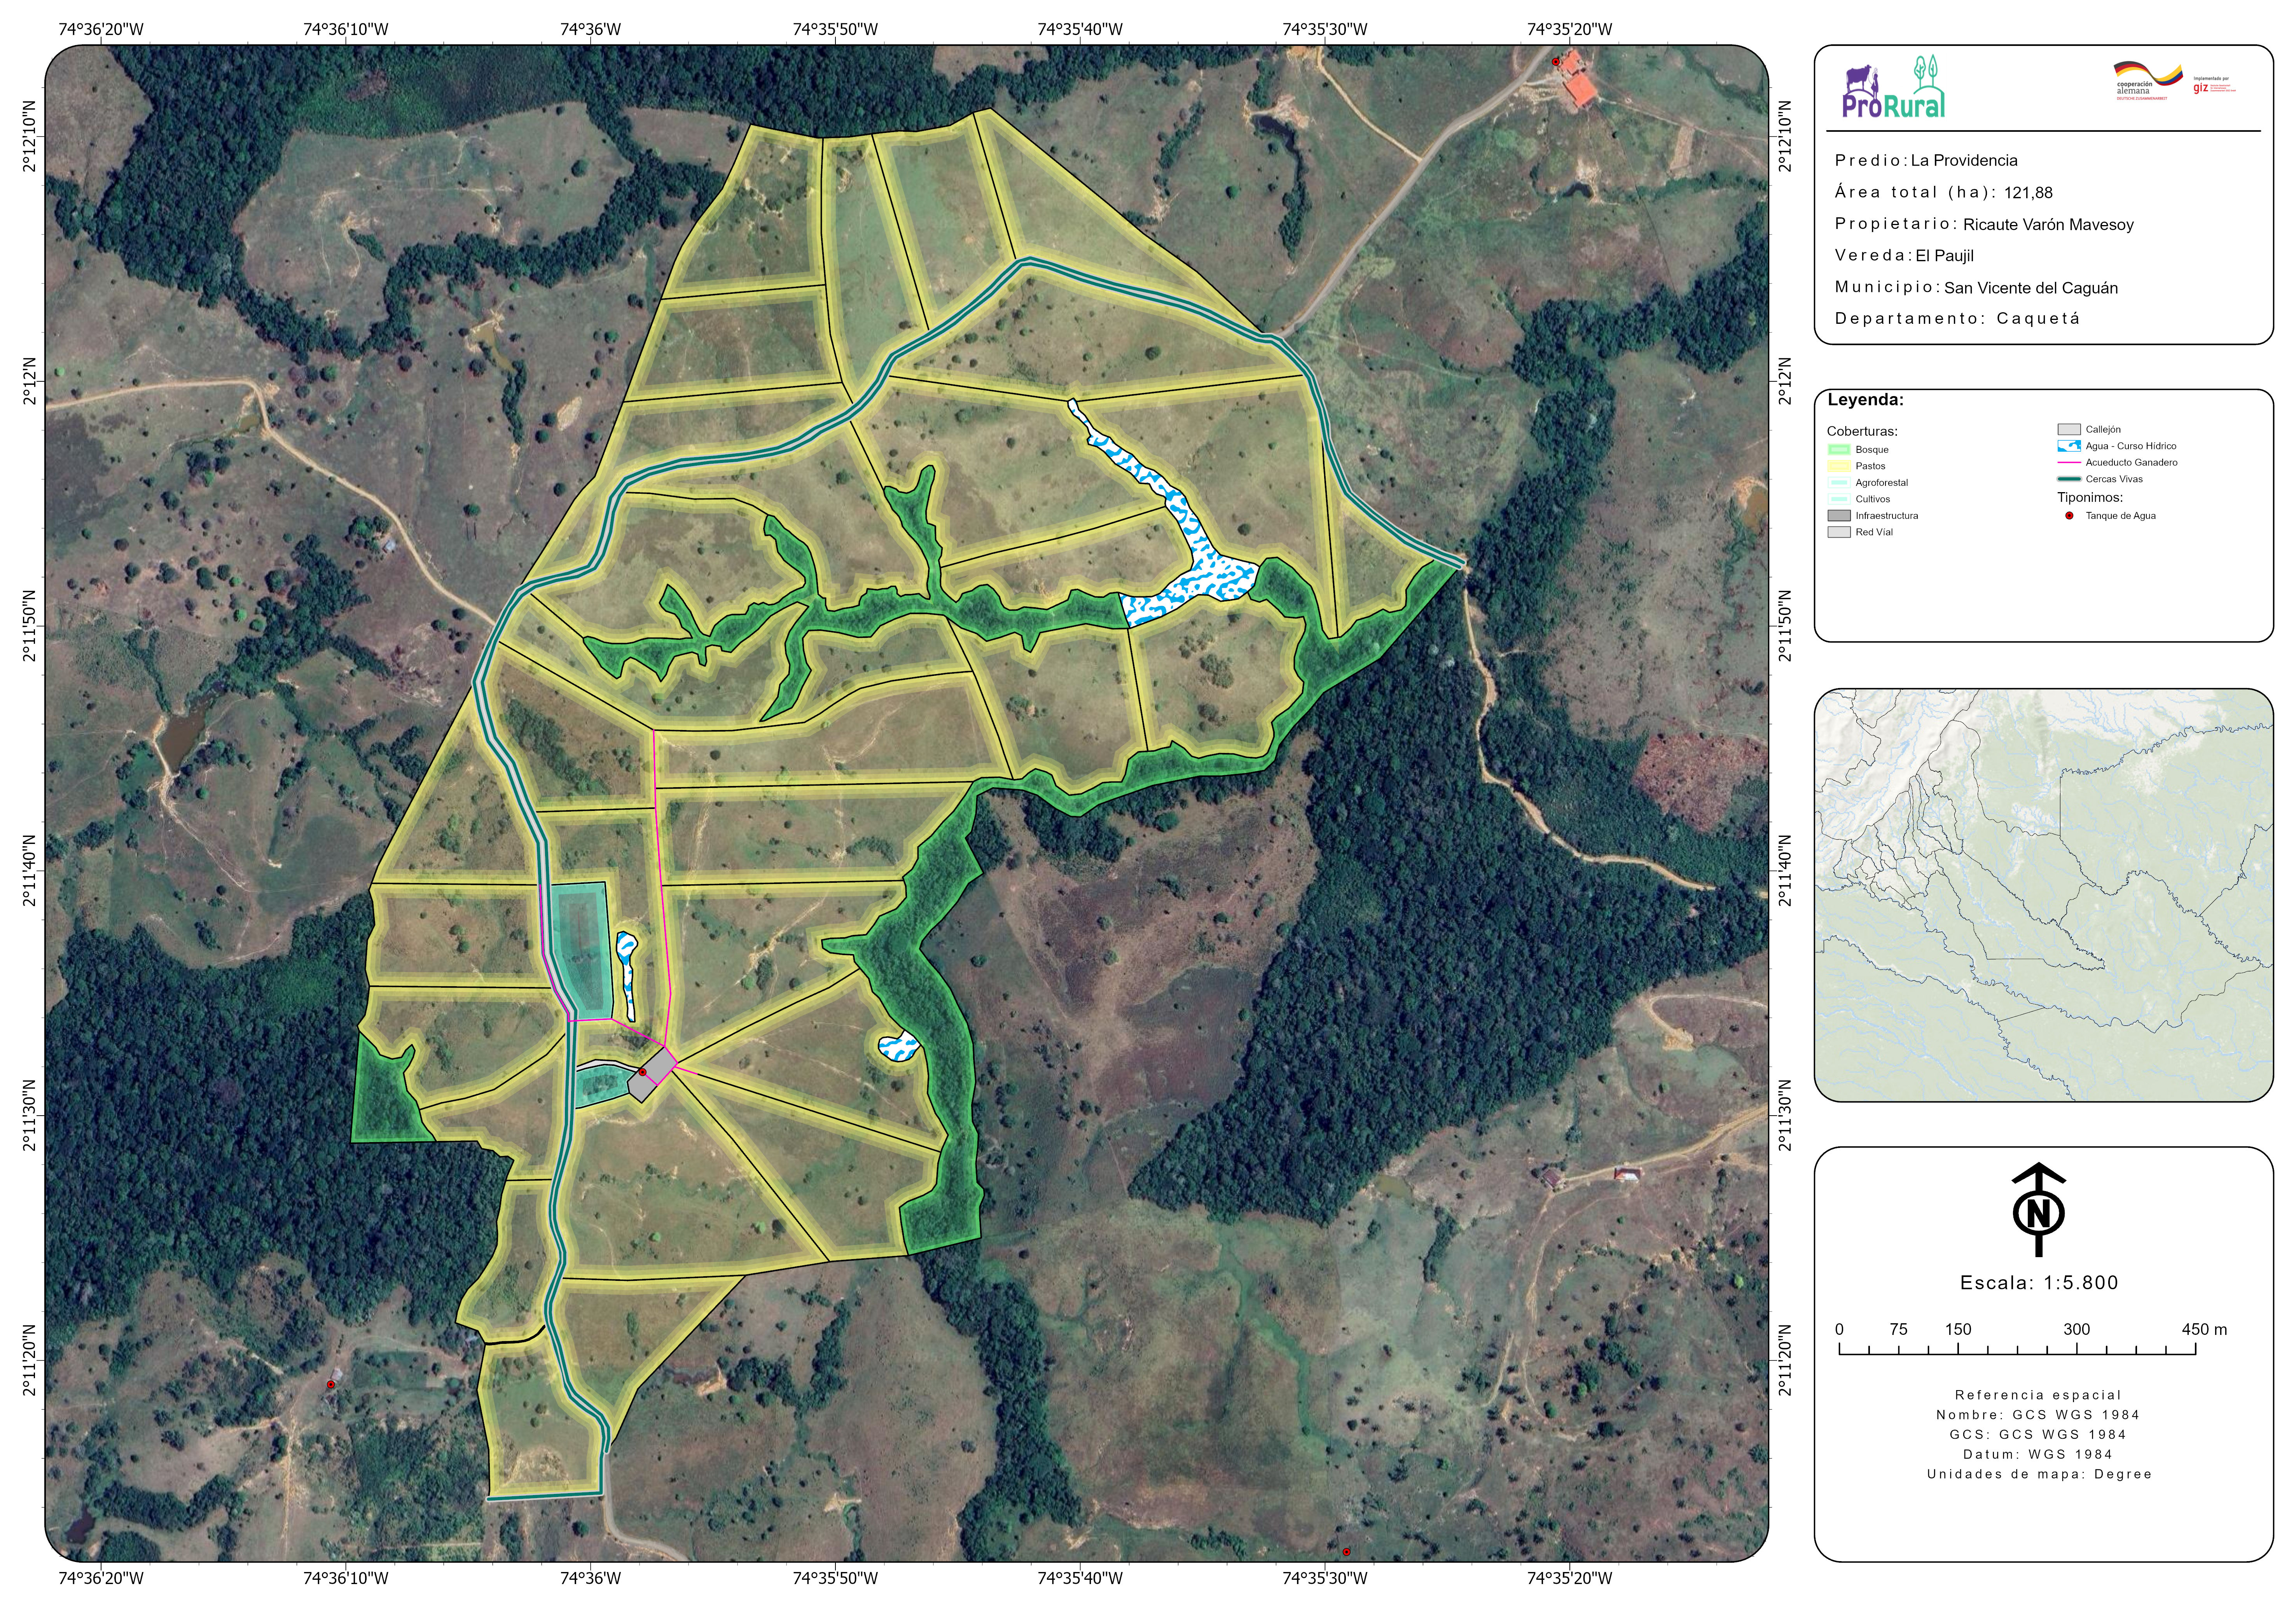 74°36'20"W 74°36'10"W 74°36'W 74°35'50"W 74°35'40"W 74°35'30"W 74°35'20"W
2°12'10"N 2°12'10"N
2°12'N 2°12'N
2°11'50"N 2°11'50"N
2°11'40"N 2°11'40"N
2°11'30"N 2°11'30"N
2°11'20"N 2°11'20"N
74°36'20"W 74°36'10"W 74°36'W 74°35'50"W 74°35'40"W 74°35'30"W 74°35'20"W
ProRural
cooperación
alemana
DEUTSCHE ZUSAMMENARBEIT
Implementada por
giz
Predio: La Providencia
Área total (ha): 121,88
Propietario: Ricaute Varón Mavesoy
Vereda: El Paujil
Municipio: San Vicente del Caguán
Departamento: Caquetá
Leyenda:
Coberturas:
Bosque
Pastos
Agroforestal
Cultivos
Infraestructura
Red Vial
Callejón
Agua - Curso Hídrico
Acueducto Ganadero
Cercas Vivas
Tiponimos:
Tanque de Agua
N
Escala: 1:5.800
0 75 150 300 450 m
Referencia espacial
Nombre: GCS WGS 1984
GCS: GCS WGS 1984
Datum: WGS 1984
Unidades de mapa: Degree